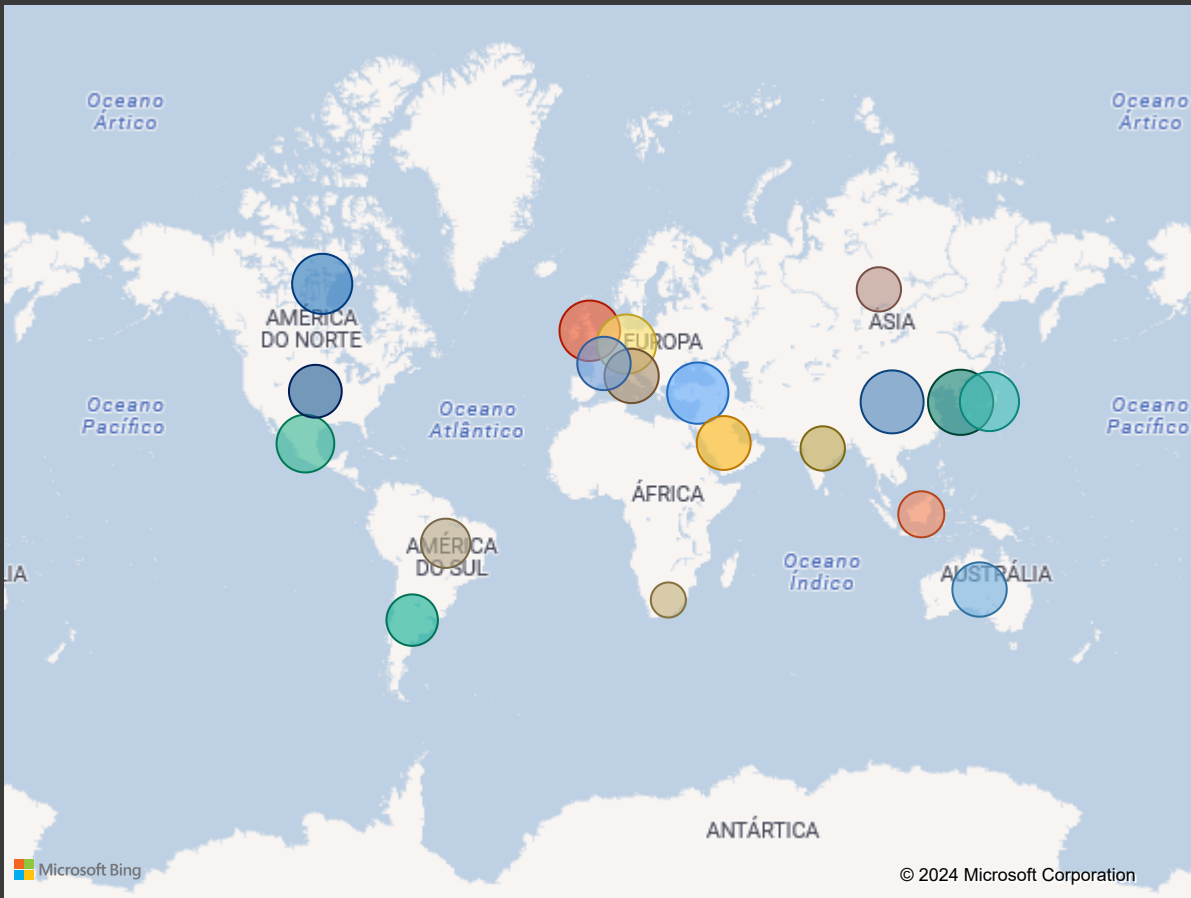 Oceano
Ártico
Oceano
Ártico
AMÉRICA
DO NORTE
EUROPA
ÁSIA
Oceano
Pacífico
Oceano
Atlântico
Oceano
Pacífico
ÁFRICA
AMÉRICA
DO SUL
Oceano
Índico
LIA
AUSTRÁLIA
ANTÁRTICA
Microsoft Bing
© 2024 Microsoft Corporation